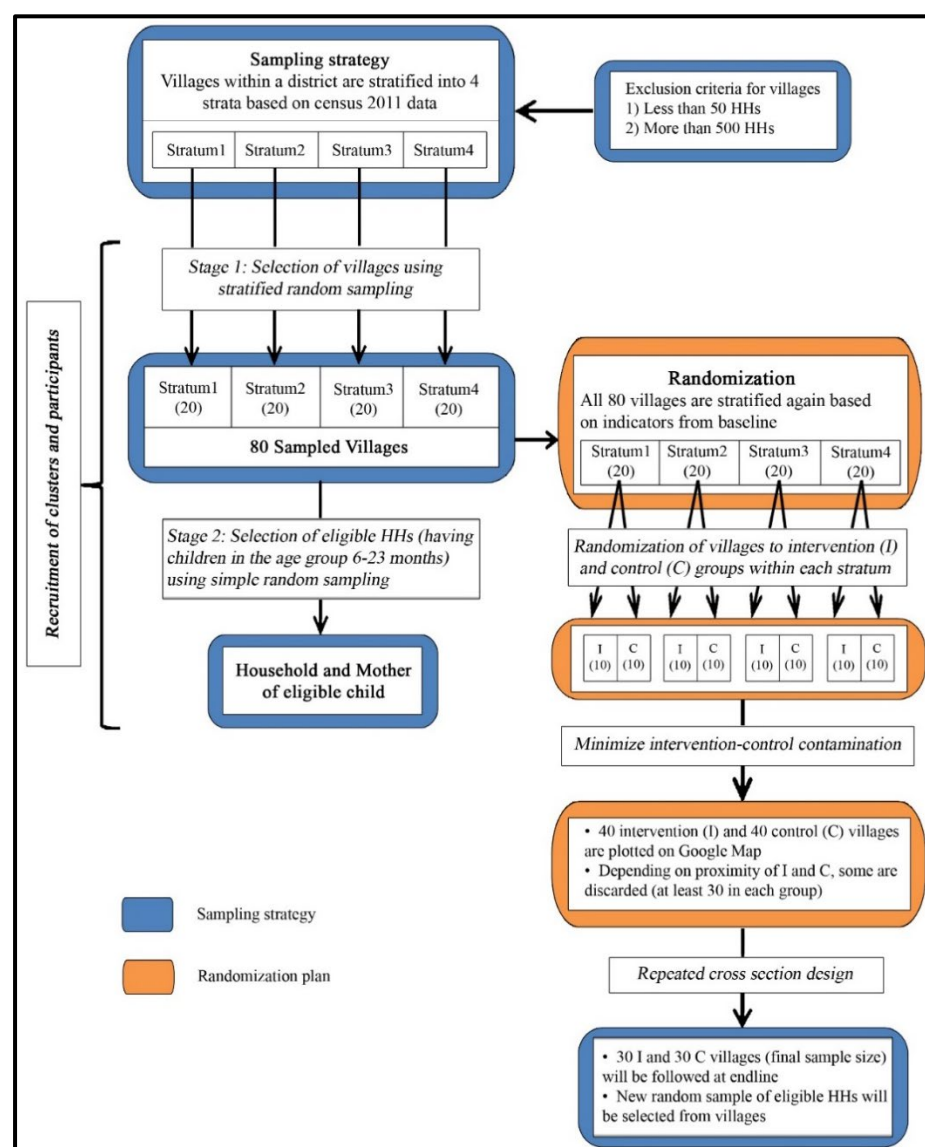 Sampling strategy
Villages within a district are stratified into 4
strata based on census 2011 data
Stratum1 Stratum2 Stratum3 Stratum4
Exclusion criteria for villages
1) Less than 50 HHs
2) More than 500 HHs
Recruitment of clusters and participants
Stage 1: Selection of villages using
stratified random sampling
Stratum1 Stratum2 Stratum3 Stratum4
(20) (20) (20) (20)
80 Sampled Villages
Stage 2: Selection of eligible HHs (having
children in the age group 6-23 months)
using simple random sampling
Household and Mother
of eligible child
Randomization
All 80 villages are stratified again based
on indicators from baseline
Stratum1 Stratum2 Stratum3 Stratum4
(20) (20) (20) (20)
Randomization of villages to intervention (I)
and control (C) groups within each stratum
I C I C I C I C
(10) (10) (10) (10) (10) (10) (10) (10)
Minimize intervention-control contamination
• 40 intervention (I) and 40 control (C) villages
are plotted on Google Map
• Depending on proximity of I and C, some are
discarded (at least 30 in each group)
Repeated cross section design
• 30 I and 30 C villages (final sample size)
will be followed at endline
• New random sample of eligible HHs will
be selected from villages
Sampling strategy
Randomization plan